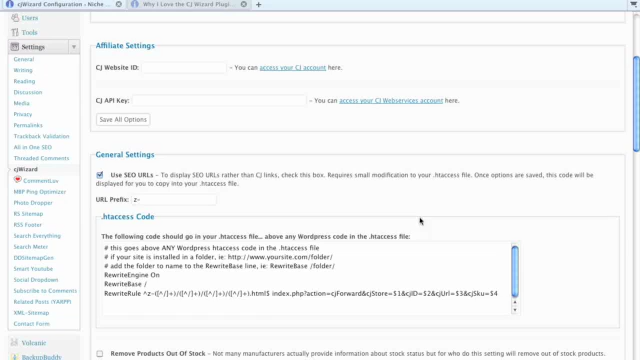 cjWizard Configuration - Niche ...
Why I Love the CJ Wizard Plugi...
Users
Tools
Settings
General
Writing
Reading
Discussion
Media
Privacy
Permalinks
Trackback Validation
All in One SEO
Threaded Comments
cjWizard
CommentLuv
MRP Ping Optimizer
Photo Dropper
RS Sitemap
RSS Footer
Search Everything
Search Meter
DDSitemapGen
Smart Youtube
Social Dropdown
Subscribe to Comments
Related Posts (YARPP)
XML-Sitemap
Contact Form
Volcanic
BackupBuddy
Affiliate Settings
CJ Website ID: – You can access your CJ account here.
CJ API Key: – You can access your CJ Webservices account here.
Save All Options
General Settings
Use SEO URLs – To display SEO URLs rather than CJ links, check this box. Requires small modification to your .htaccess file. Once options are saved, this code will
be displayed for you to copy into your .htaccess file.
URL Prefix: z-
.htaccess Code
The following code should go in your .htaccess file... above any Wordpress code in the .htaccess file:
# this goes above ANY Wordpress htaccess code in the .htaccess file
# if your site is installed in a folder, ie: http://www.yoursite.com/folder/
# add the folder to name to the RewriteBase line, ie: RewriteBase /folder/
RewriteEngine On
RewriteBase /
RewriteRule ^z-([^/]+)/([^/]+)/([^/]+)/([^/]+).html$ index.php?action=cjForward&cjStore=$1&cjID=$2&cjUrl=$3&cjSku=$4
Remove Products Out Of Stock – Not many manufacturers actually provide information about stock status but for who do this setting will remove out of stock products.